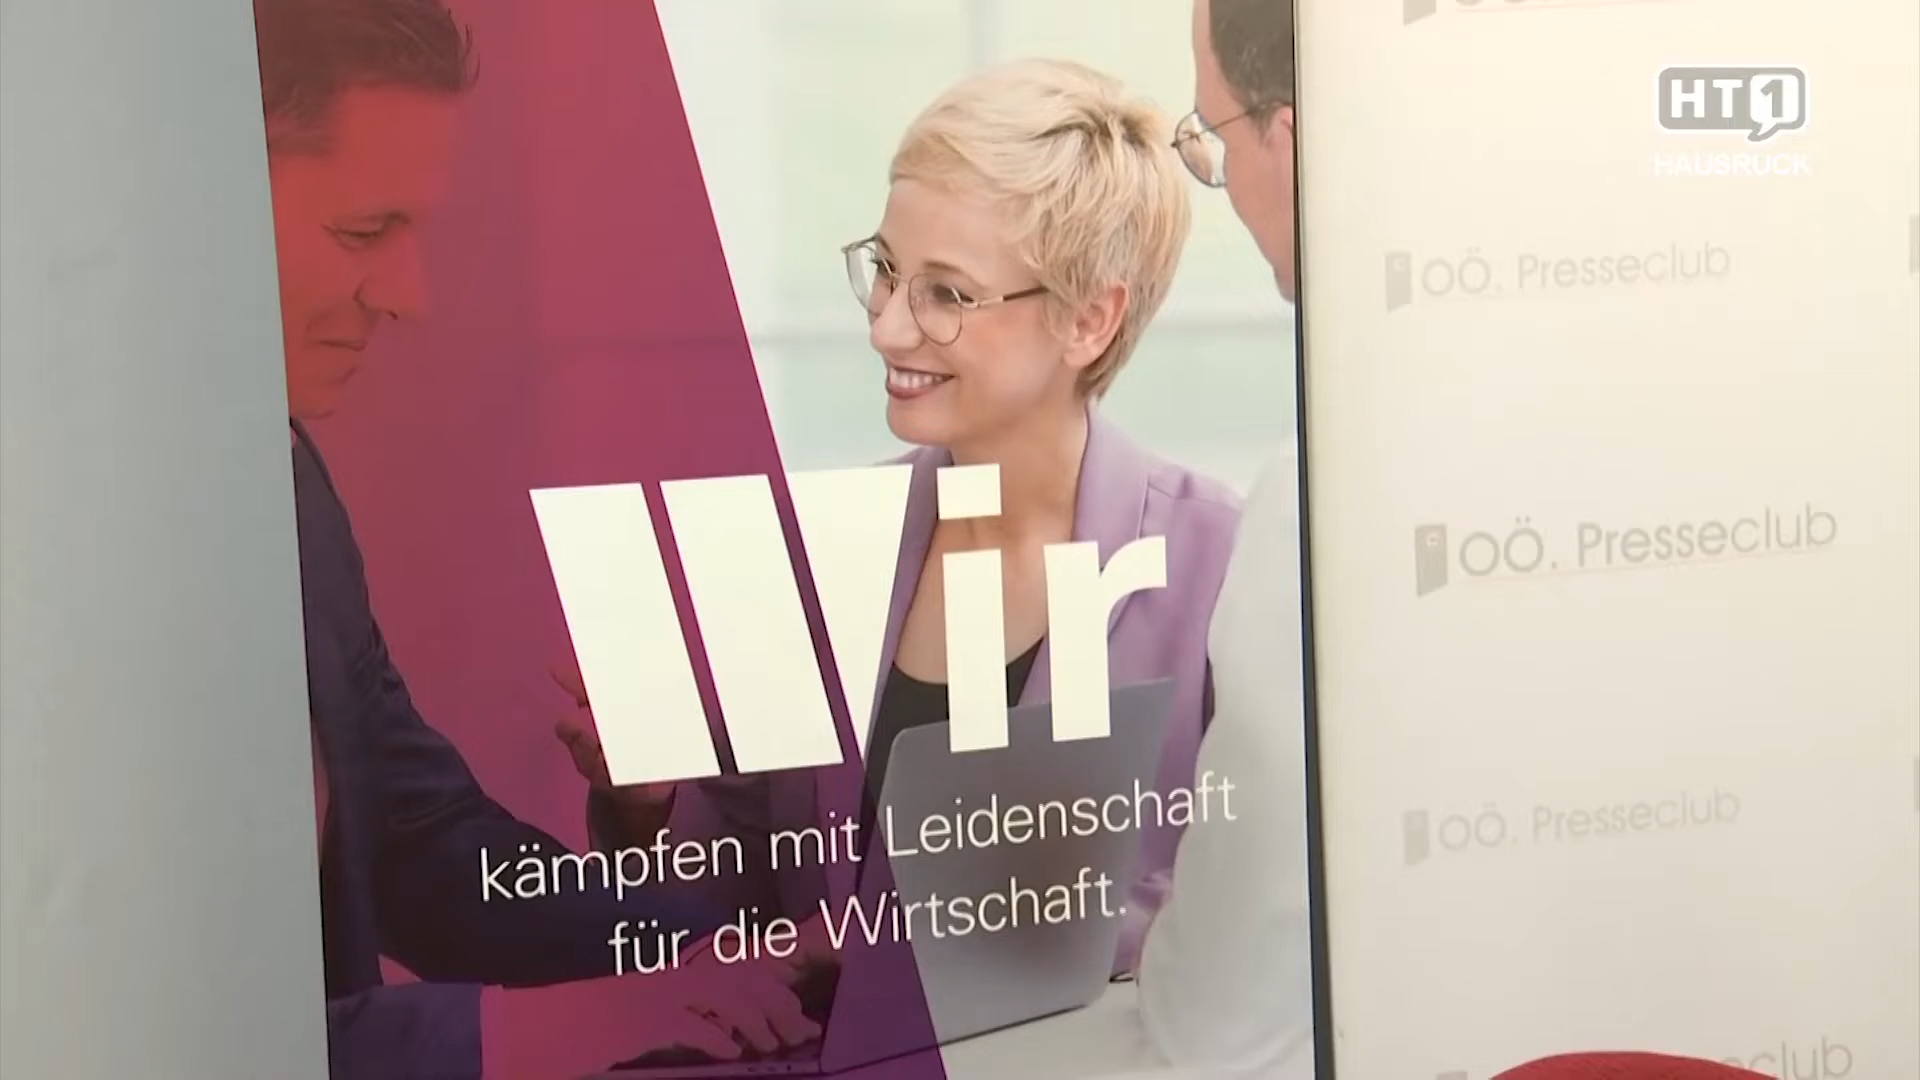 HT1
HAUSRUCK
OÖ. Presseclub
OÖ. Presseclub
OÖ. Presseclub
Wir
kämpfen mit Leidenschaft
für die Wirtschaft.